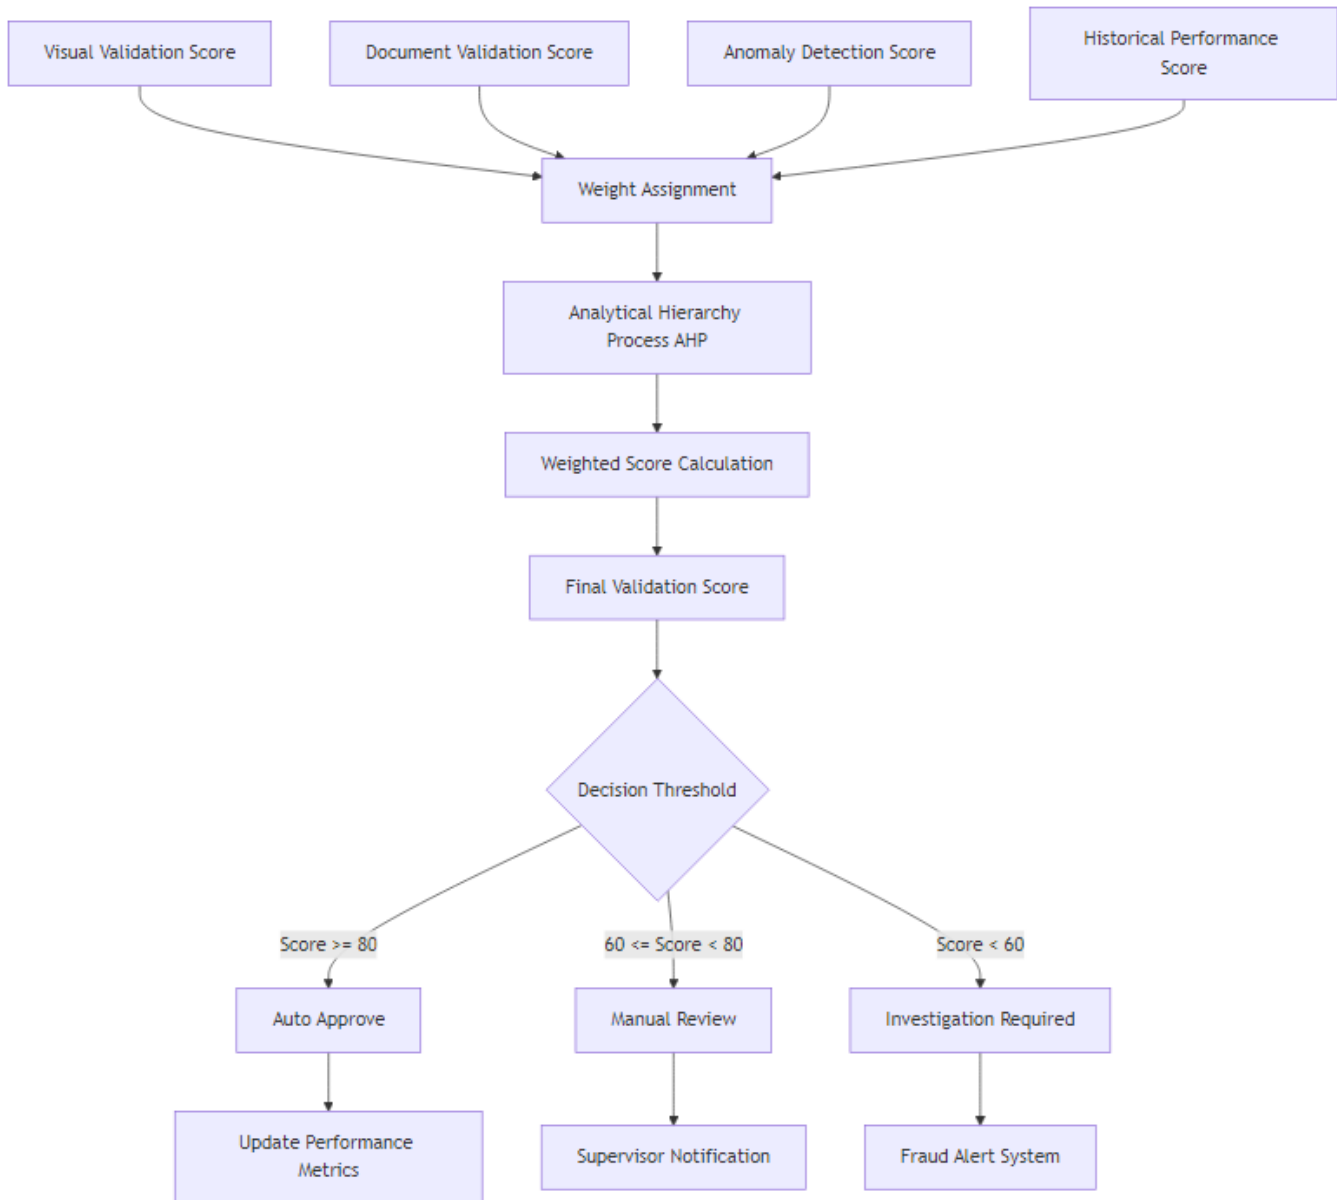 Visual Validation Score
Document Validation Score
Anomaly Detection Score
Historical Performance
Score
Weight Assignment
Analytical Hierarchy
Process AHP
Weighted Score Calculation
Final Validation Score
Decision Threshold
Score >= 80
60 <= Score < 80
Score < 60
Auto Approve
Manual Review
Investigation Required
Update Performance
Metrics
Supervisor Notification
Fraud Alert System